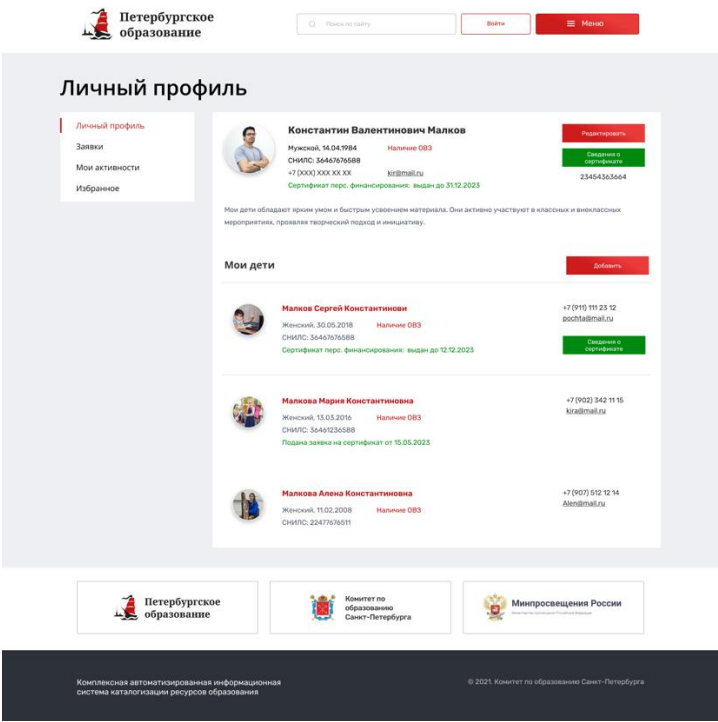 Петербургское
образование
Поиск по сайту
Войти
Меню
Личный профиль
Личный профиль
Заявки
Мои активности
Избранное
Константин Валентинович Малков
Мужской, 14.04.1984 Наличие ОВЗ
СНИЛС: 36467676588
+7 (XXX) XXX XX XX kir@mail.ru
Сертификат перс. финансирования: выдан до 31.12.2023
Редактировать
Сведения о
сертификате
23454363664
Мои дети обладают ярким умом и быстрым усвоением материала. Они активно участвуют в классных и внеклассных
мероприятиях, проявляя творческий подход и инициативу.
Мои дети
Добавить
Малков Сергей Константинови
Женский, 30.05.2018 Наличие ОВЗ
СНИЛС: 36467676588
Сертификат перс. финансирования: выдан до 12.12.2023
+7 (911) 111 23 12
pochta@mail.ru
Сведения о
сертификате
Малкова Мария Константиновна
Женский, 13.03.2016 Наличие ОВЗ
СНИЛС: 36461236588
Подана заявка на сертификат от 15.05.2023
+7 (902) 342 11 15
kira@mail.ru
Малкова Алена Константиновна
Женский, 11.02.2008 Наличие ОВЗ
СНИЛС: 22477676511
+7 (907) 512 12 14
Alen@mail.ru
Петербургское
образование
Комитет по
образованию
Санкт-Петербурга
Минпросвещения России
Комплексная автоматизированная информационная
система каталогизации ресурсов образования
© 2021. Комитет по образованию Санкт-Петербурга